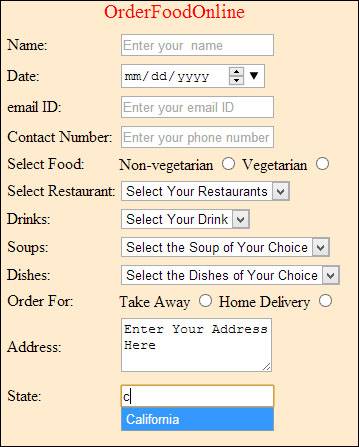 OrderFoodOnline
Name: Enter your name
Date: mm/dd/yyyy
email ID: Enter your email ID
Contact Number: Enter your phone number
Select Food: Non-vegetarian Vegetarian
Select Restaurant: Select Your Restaurants
Drinks: Select Your Drink
Soups: Select the Soup of Your Choice
Dishes: Select the Dishes of Your Choice
Order For: Take Away Home Delivery
Enter Your Address
Address: Here
State: c
California